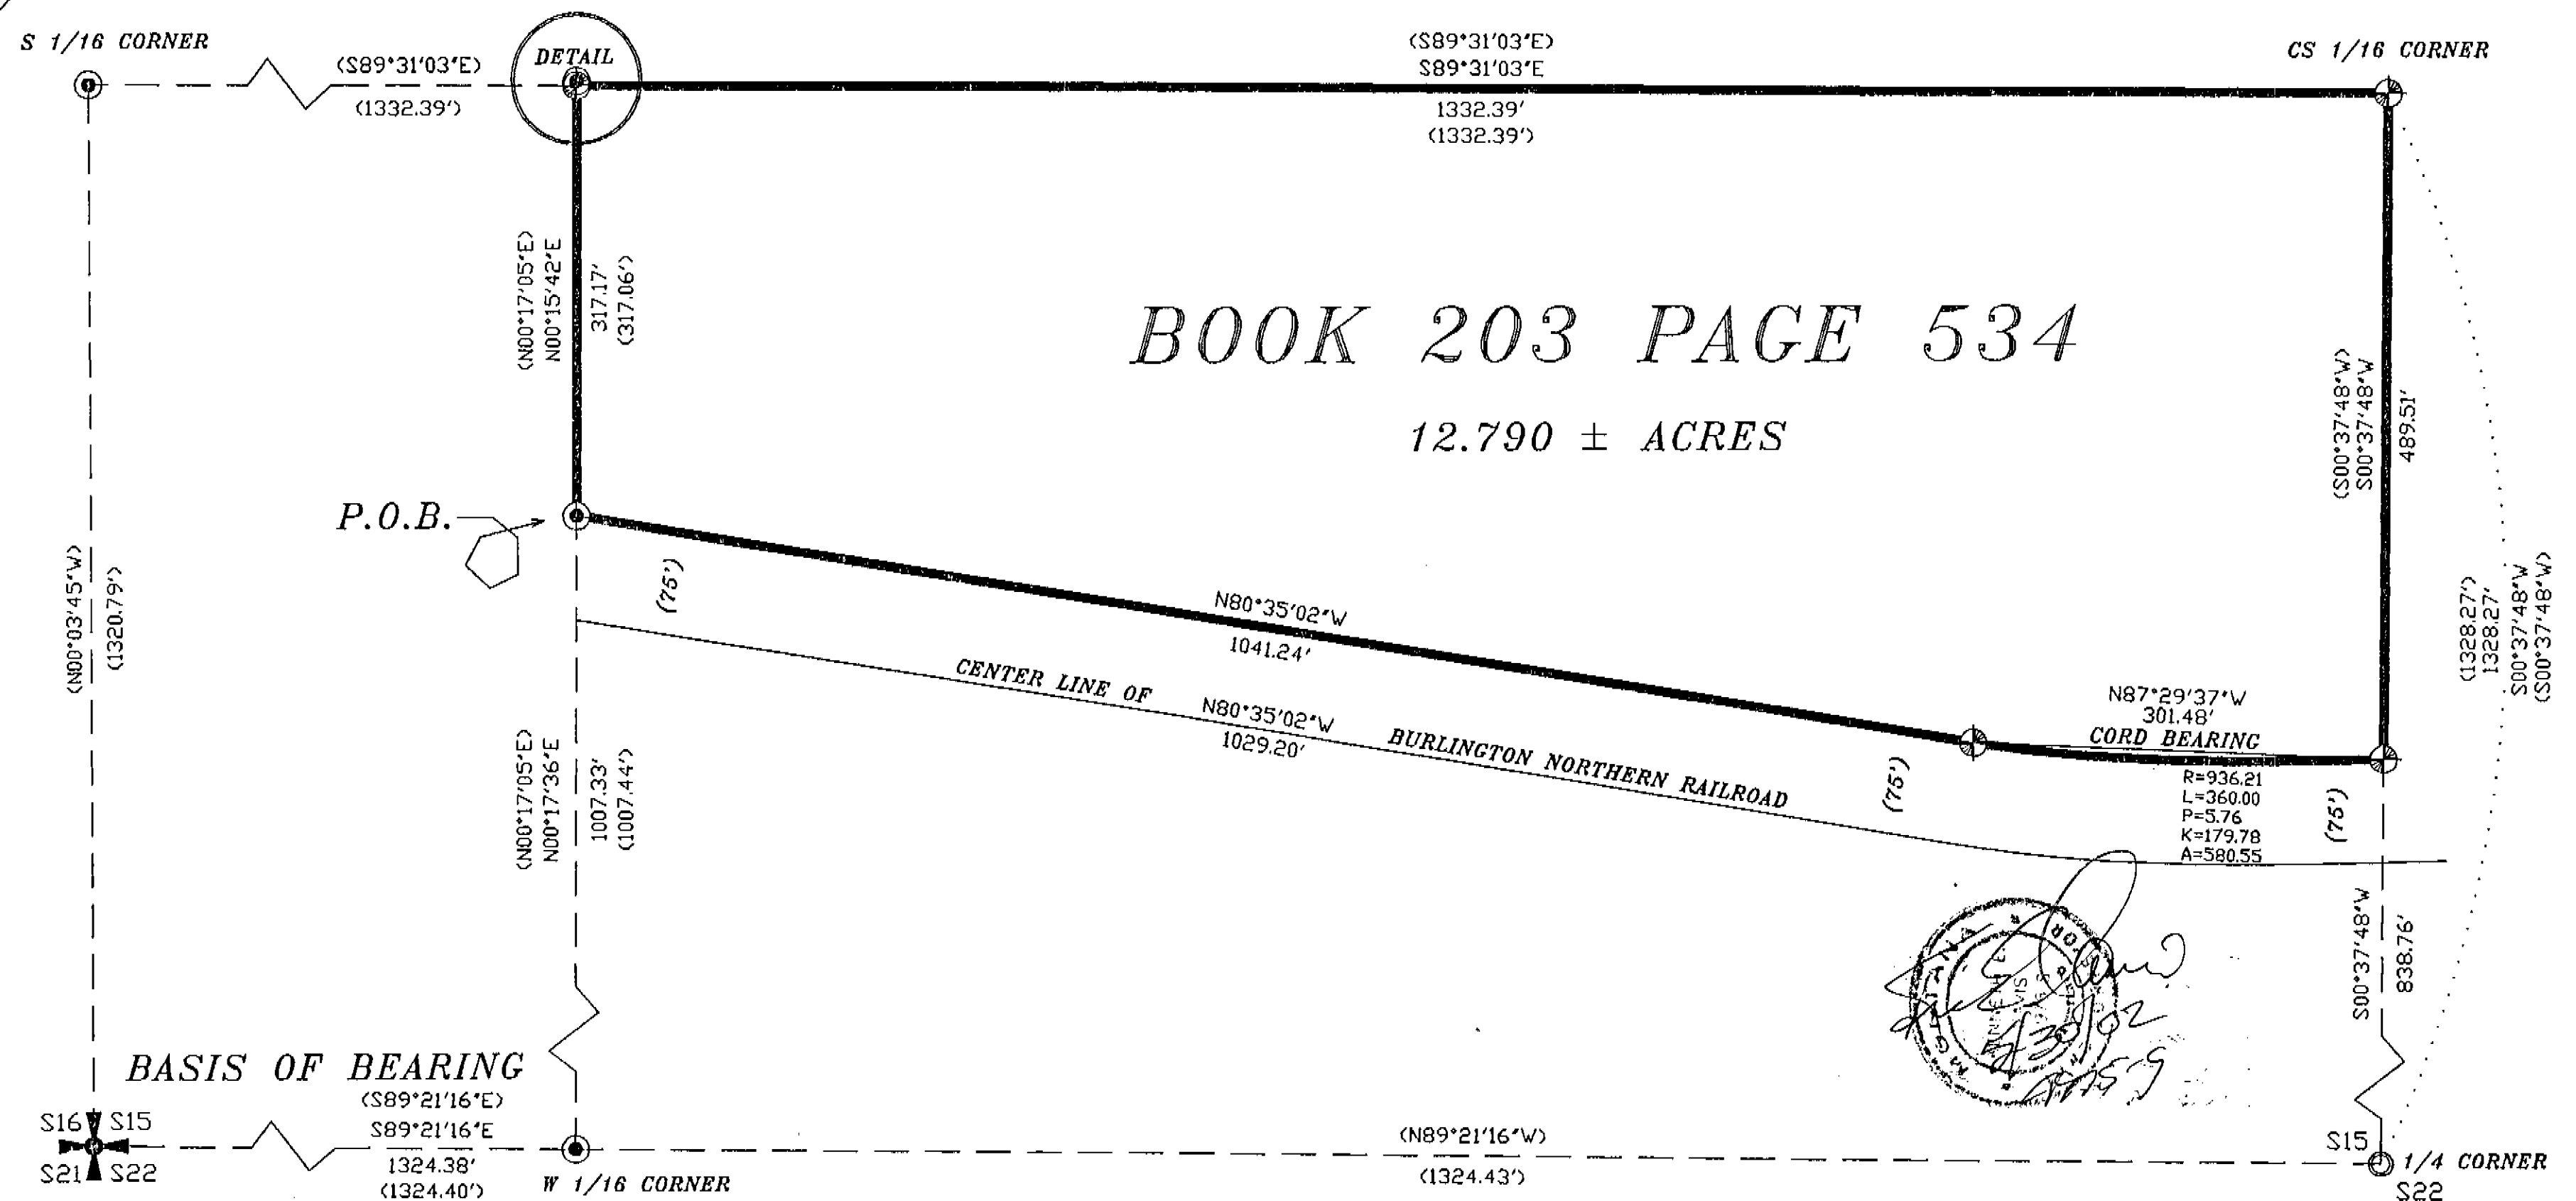 S 1/16 CORNER
(S89°31'03"E)
(1332.39')
DETAIL
(S89°31'03"E)
S89°31'03"E
1332.39'
(1332.39')
CS 1/16 CORNER
(N00°17'05"E)
N00°15'42"E
317.17'
(317.06')
BOOK 203 PAGE 534
12.790 ± ACRES
(S00°37'48"W)
S00°37'48"W
489.51'
P.O.B.
(N00°03'45"W)
(1320.79')
(75')
N80°35'02"W
1041.24'
(1328.27')
1328.27'
S00°37'48"W
(S00°37'48"W)
CENTER LINE OF
N80°35'02"W
1029.20'
BURLINGTON NORTHERN RAILROAD
(75')
N87°29'37"W
301.48'
CORD BEARING
R=936.21
L=360.00
P=5.76
K=179.78
A=580.55
(75')
(N00°17'05"E)
N00°17'36"E
1007.33'
(1007.44')
S00°37'48"W
838.76'
BASIS OF BEARING
(S89°21'16"E)
S89°21'16"E
1324.38'
(1324.40')
S16 S15
S21 S22
W 1/16 CORNER
(N89°21'16"W)
(1324.43')
S15
1/4 CORNER
S22